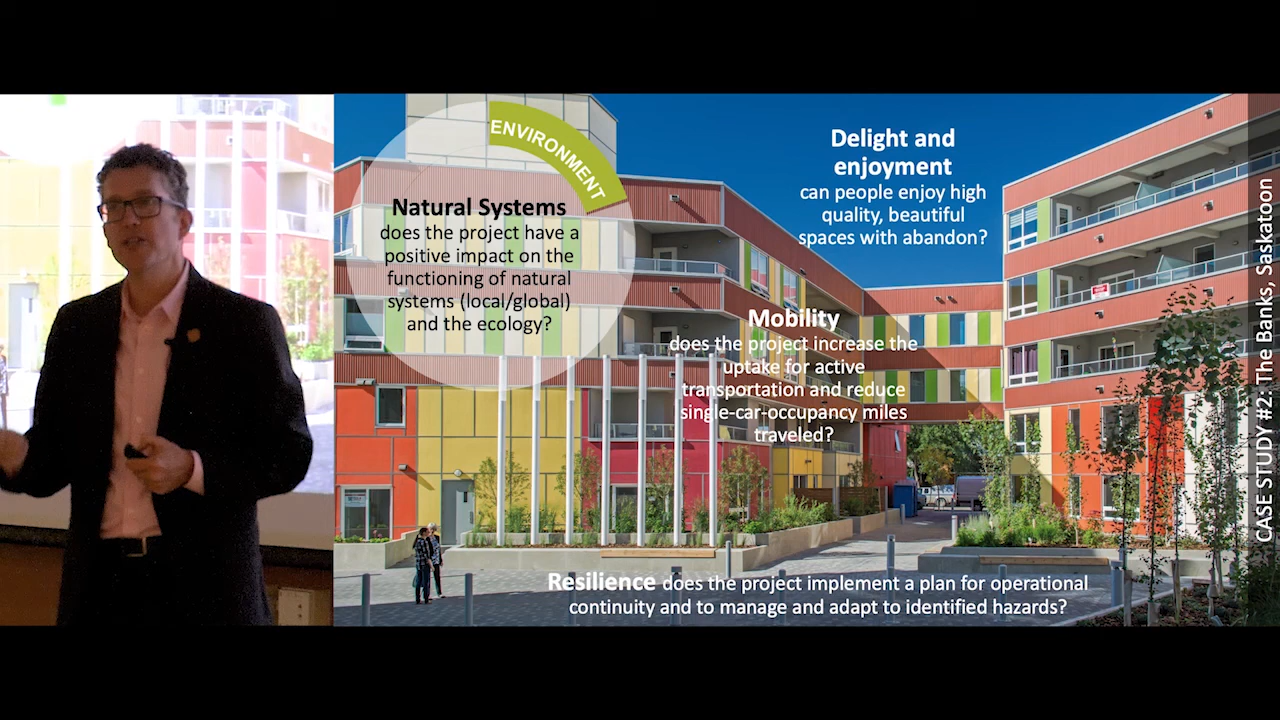 ENVIRONMENT
Natural Systems
does the project have a
positive impact on the
functioning of natural
systems (local/global)
and the ecology?
Delight and
enjoyment
can people enjoy high
quality, beautiful
spaces with abandon?
Mobility
does the project increase the
uptake for active
transportation and reduce
single-car-occupancy miles
traveled?
Resilience does the project implement a plan for operational
continuity and to manage and adapt to identified hazards?
CASE STUDY #2: The Banks, Saskatoon